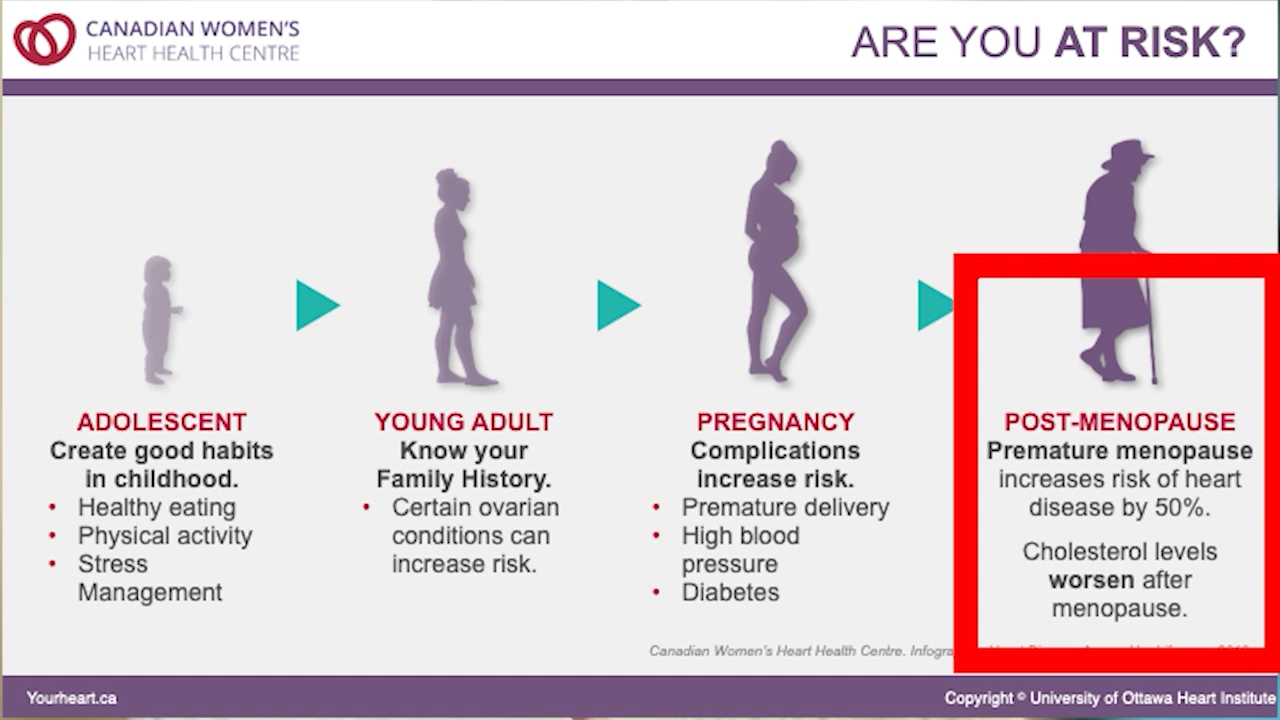 CANADIAN WOMEN'S
HEART HEALTH CENTRE
ARE YOU AT RISK?
ADOLESCENT
Create good habits
in childhood.
• Healthy eating
• Physical activity
• Stress
Management
YOUNG ADULT
Know your
Family History.
• Certain ovarian
conditions can
increase risk.
PREGNANCY
Complications
increase risk.
• Premature delivery
• High blood
pressure
• Diabetes
POST-MENOPAUSE
Premature menopause
increases risk of heart
disease by 50%.
Cholesterol levels
worsen after
menopause.
Canadian Women's Heart Health Centre.
Yourheart.ca
Copyright © University of Ottawa Heart Institute